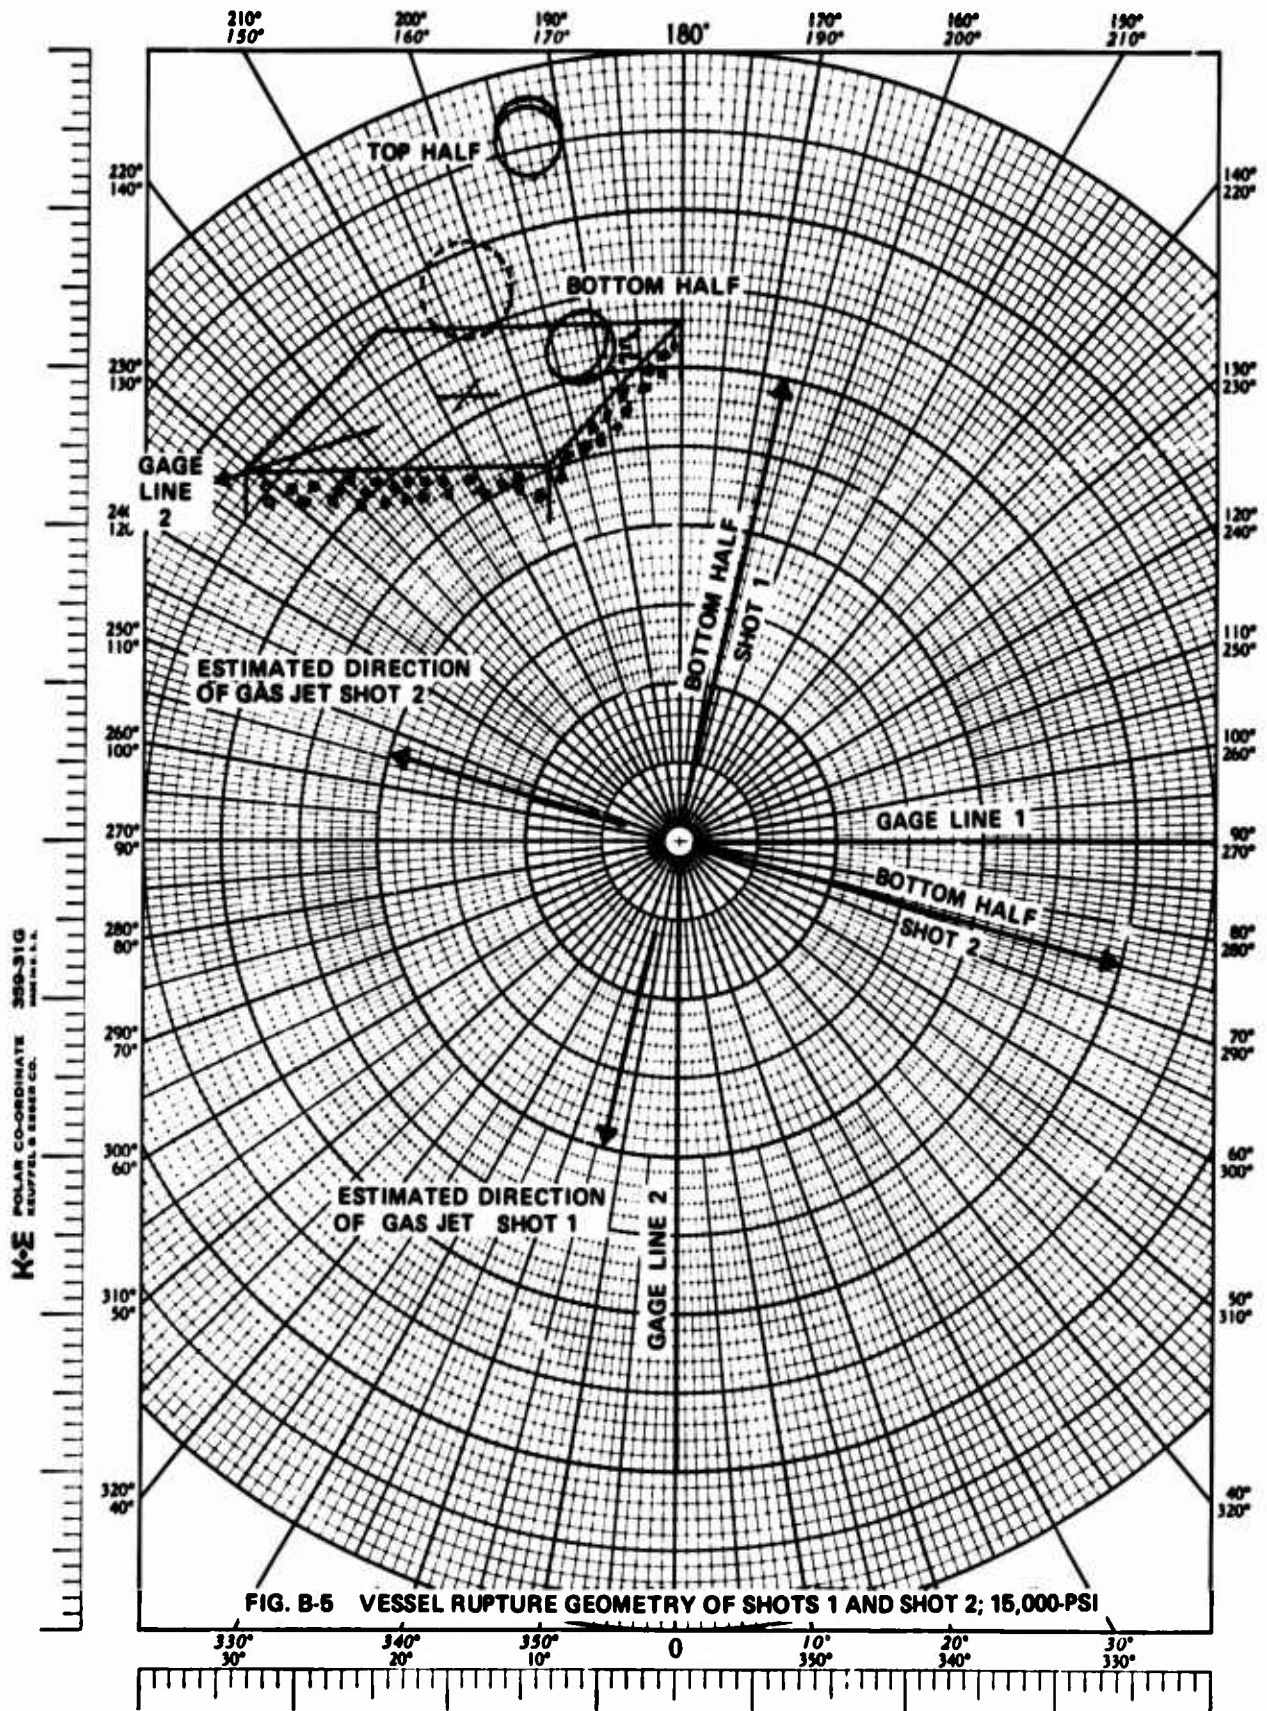 210° 200° 190° 180° 170° 160° 150°
150° 160° 170° 190° 200° 210°
TOP HALF
220°
140°
140°
220°
BOTTOM HALF
230°
130°
130°
230°
GAGE
LINE
2
120°
240°
BOTTOM HALF
SHOT 1
250°
110°
110°
250°
ESTIMATED DIRECTION
OF GAS JET SHOT 2
260°
100°
100°
260°
GAGE LINE 1
270°
90°
90°
270°
BOTTOM HALF
SHOT 2
280°
80°
80°
280°
K+E POLAR CO-ORDINATE 359-31G
KEUFFEL & ESSER CO.
290°
70°
70°
290°
300°
60°
60°
300°
ESTIMATED DIRECTION
OF GAS JET SHOT 1
GAGE LINE 2
310°
50°
50°
310°
320°
40°
40°
320°
FIG. B-5 VESSEL RUPTURE GEOMETRY OF SHOTS 1 AND SHOT 2; 15,000-PSI
330° 340° 350° 0 10° 20° 30°
30° 20° 10° 350° 340° 330°